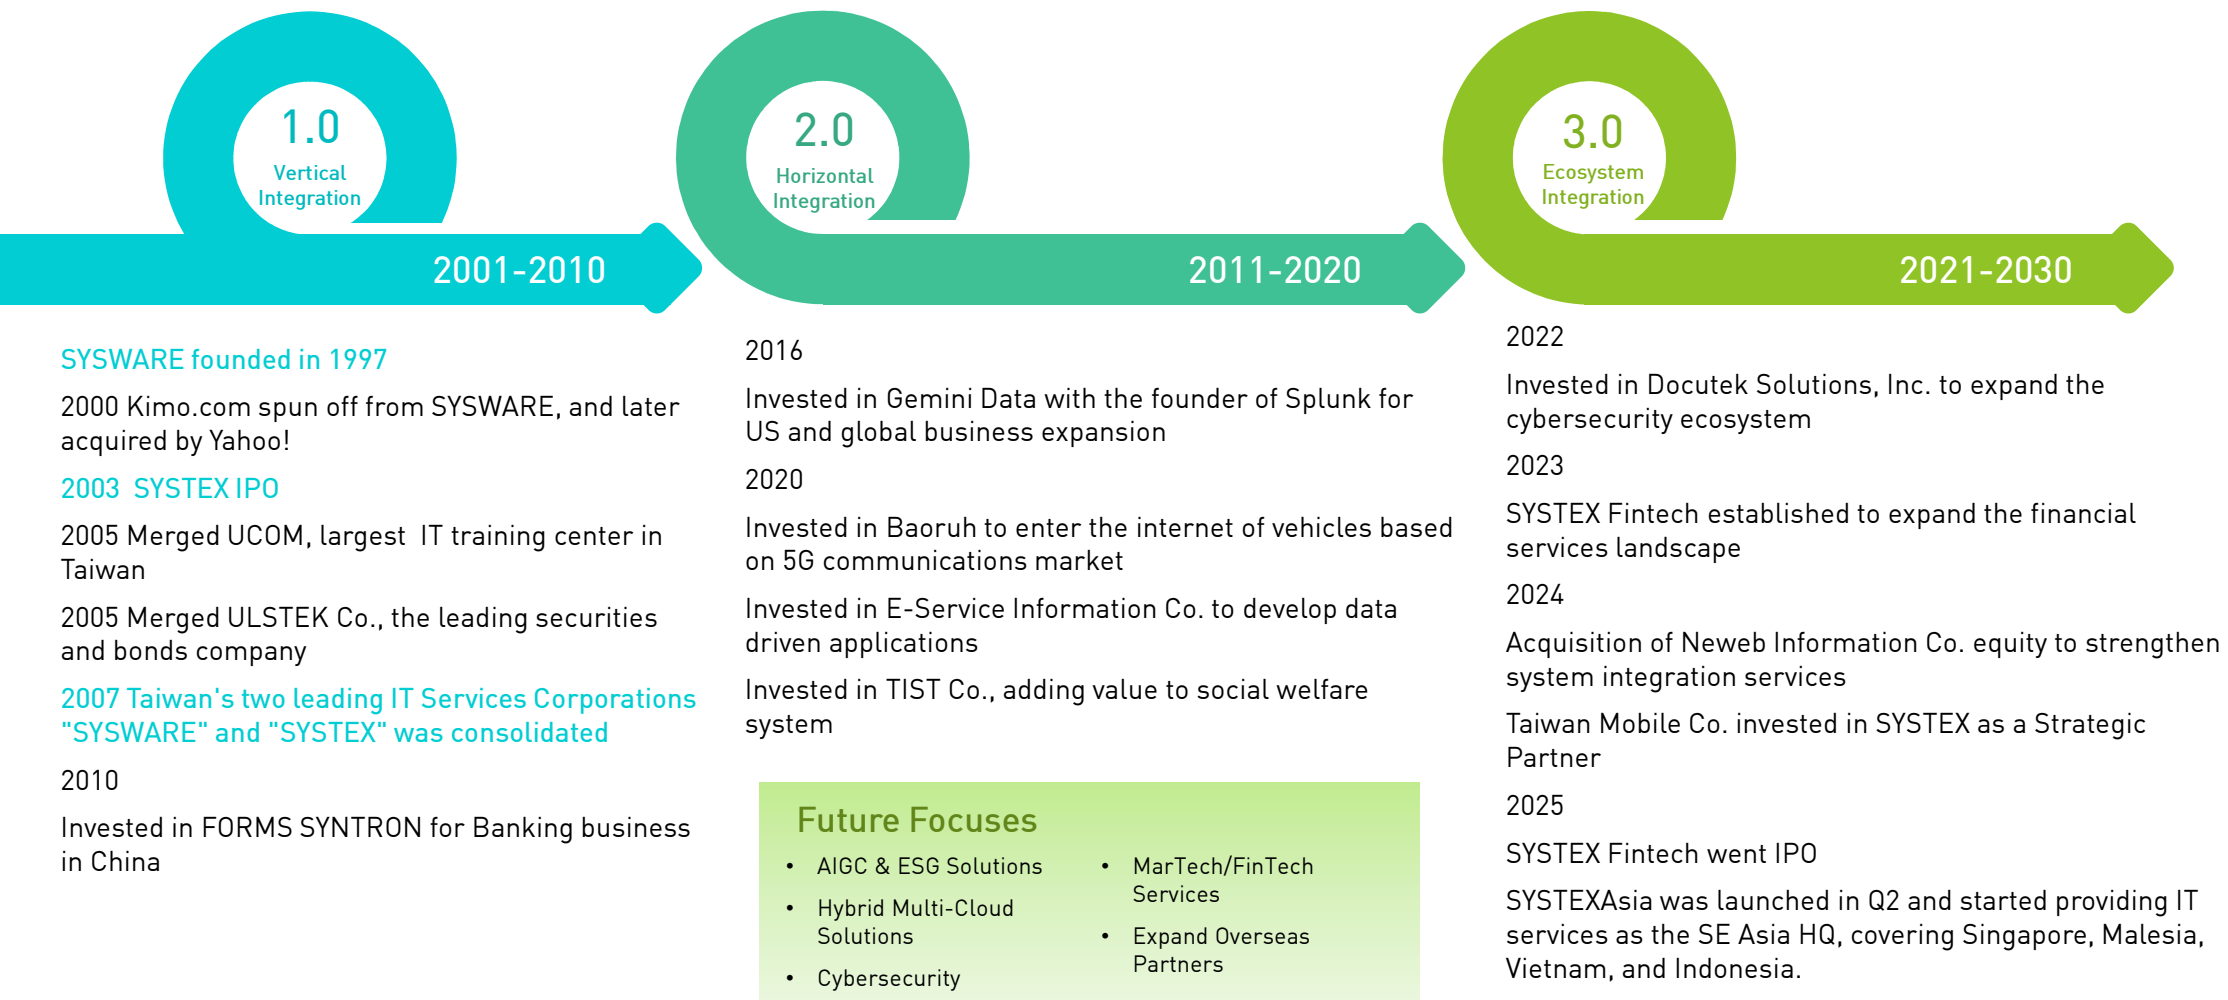 1.0
Vertical
Integration
2001-2010
SYSWARE founded in 1997
2000 Kimo.com spun off from SYSWARE, and later
acquired by Yahoo!
2003 SYSTEX IPO
2005 Merged UCOM, largest IT training center in
Taiwan
2005 Merged ULSTEK Co., the leading securities
and bonds company
2007 Taiwan's two leading IT Services Corporations
"SYSWARE" and "SYSTEX" was consolidated
2010
Invested in FORMS SYNTRON for Banking business
in China
2.0
Horizontal
Integration
2011-2020
2016
Invested in Gemini Data with the founder of Splunk for
US and global business expansion
2020
Invested in Baoruh to enter the internet of vehicles based
on 5G communications market
Invested in E-Service Information Co. to develop data
driven applications
Invested in TIST Co., adding value to social welfare
system
Future Focuses
• AIGC & ESG Solutions
• Hybrid Multi-Cloud
Solutions
• Cybersecurity
• MarTech/FinTech
Services
• Expand Overseas
Partners
3.0
Ecosystem
Integration
2021-2030
2022
Invested in Docutek Solutions, Inc. to expand the
cybersecurity ecosystem
2023
SYSTEX Fintech established to expand the financial
services landscape
2024
Acquisition of Neweb Information Co. equity to strengthen
system integration services
Taiwan Mobile Co. invested in SYSTEX as a Strategic
Partner
2025
SYSTEX Fintech went IPO
SYSTEXAsia was launched in Q2 and started providing IT
services as the SE Asia HQ, covering Singapore, Malesia,
Vietnam, and Indonesia.